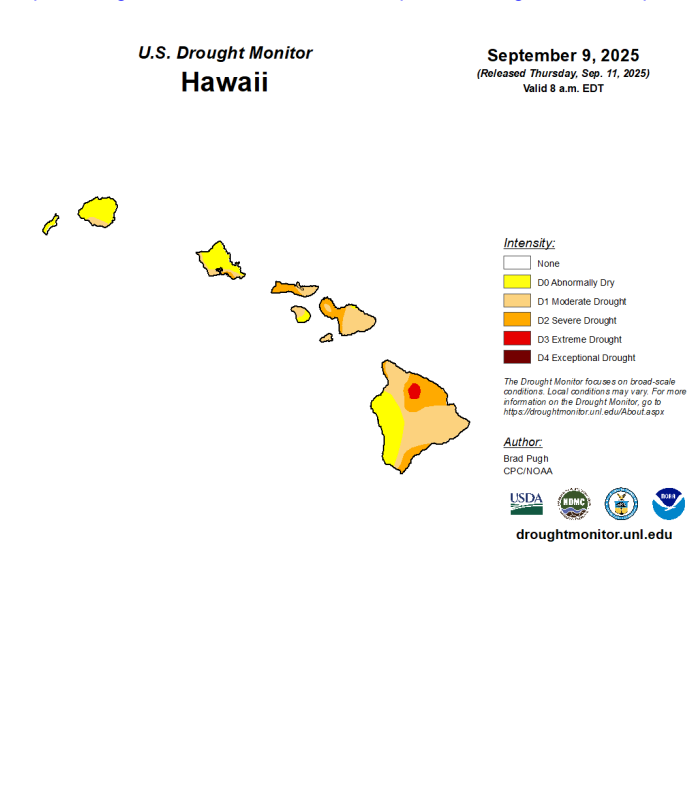 U.S. Drought Monitor
Hawaii
September 9, 2025
(Released Thursday, Sep. 11, 2025)
Valid 8 a.m. EDT
Intensity:
None
D0 Abnormally Dry
D1 Moderate Drought
D2 Severe Drought
D3 Extreme Drought
D4 Exceptional Drought
The Drought Monitor focuses on broad-scale
conditions. Local conditions may vary. For more
information on the Drought Monitor, go to
https://droughtmonitor.unl.edu/About.aspx
Author:
Brad Pugh
CPC/NOAA
USDA
NDMC
NOAA
droughtmonitor.unl.edu